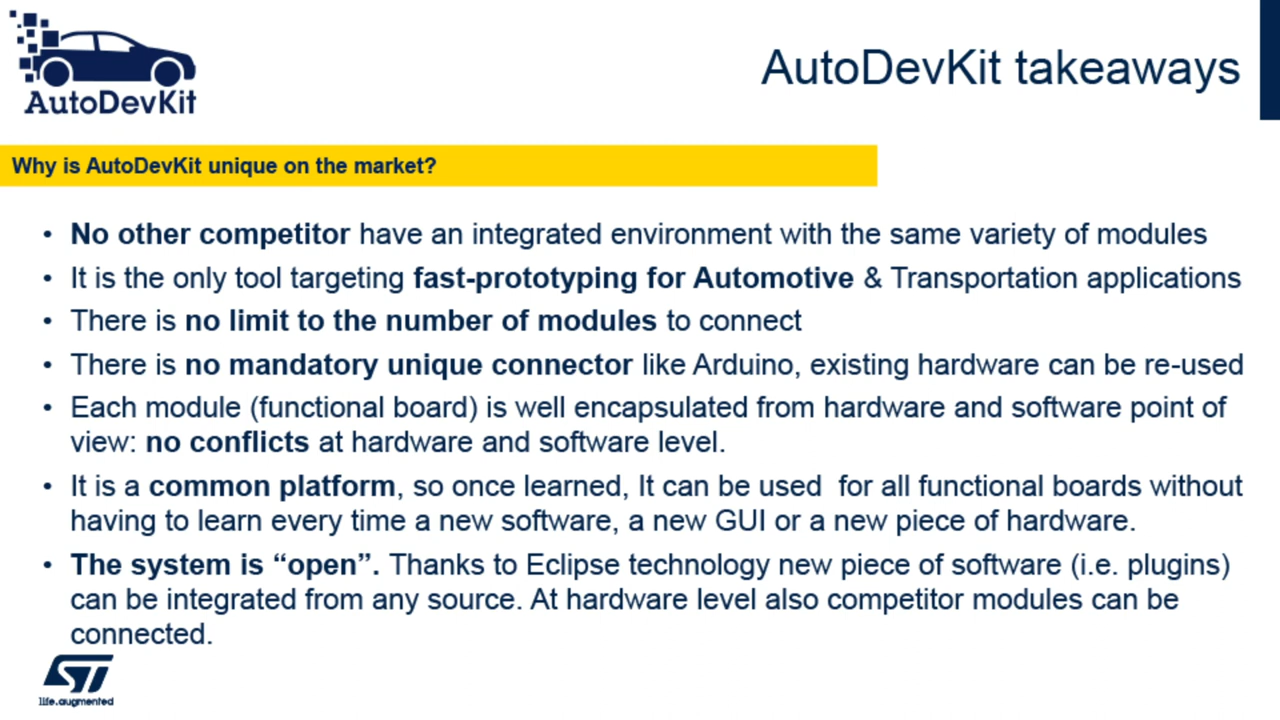 AutoDevKit
AutoDevKit takeaways
Why is AutoDevKit unique on the market?
• No other competitor have an integrated environment with the same variety of modules
• It is the only tool targeting fast-prototyping for Automotive & Transportation applications
• There is no limit to the number of modules to connect
• There is no mandatory unique connector like Arduino, existing hardware can be re-used
• Each module (functional board) is well encapsulated from hardware and software point of
view: no conflicts at hardware and software level.
• It is a common platform, so once learned, It can be used  for all functional boards without
having to learn every time a new software, a new GUI or a new piece of hardware.
• The system is “open”. Thanks to Eclipse technology new piece of software (i.e. plugins)
can be integrated from any source. At hardware level also competitor modules can be
connected.
ST
life.augmented